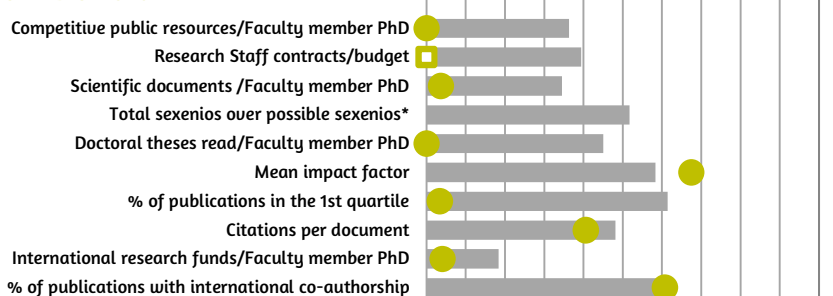 Competitive public resources/Faculty member PhD
Research Staff contracts/budget
Scientific documents /Faculty member PhD
Total sexenios over possible sexenios*
Doctoral theses read/Faculty member PhD
Mean impact factor
% of publications in the 1st quartile
Citations per document
International research funds/Faculty member PhD
% of publications with international co-authorship